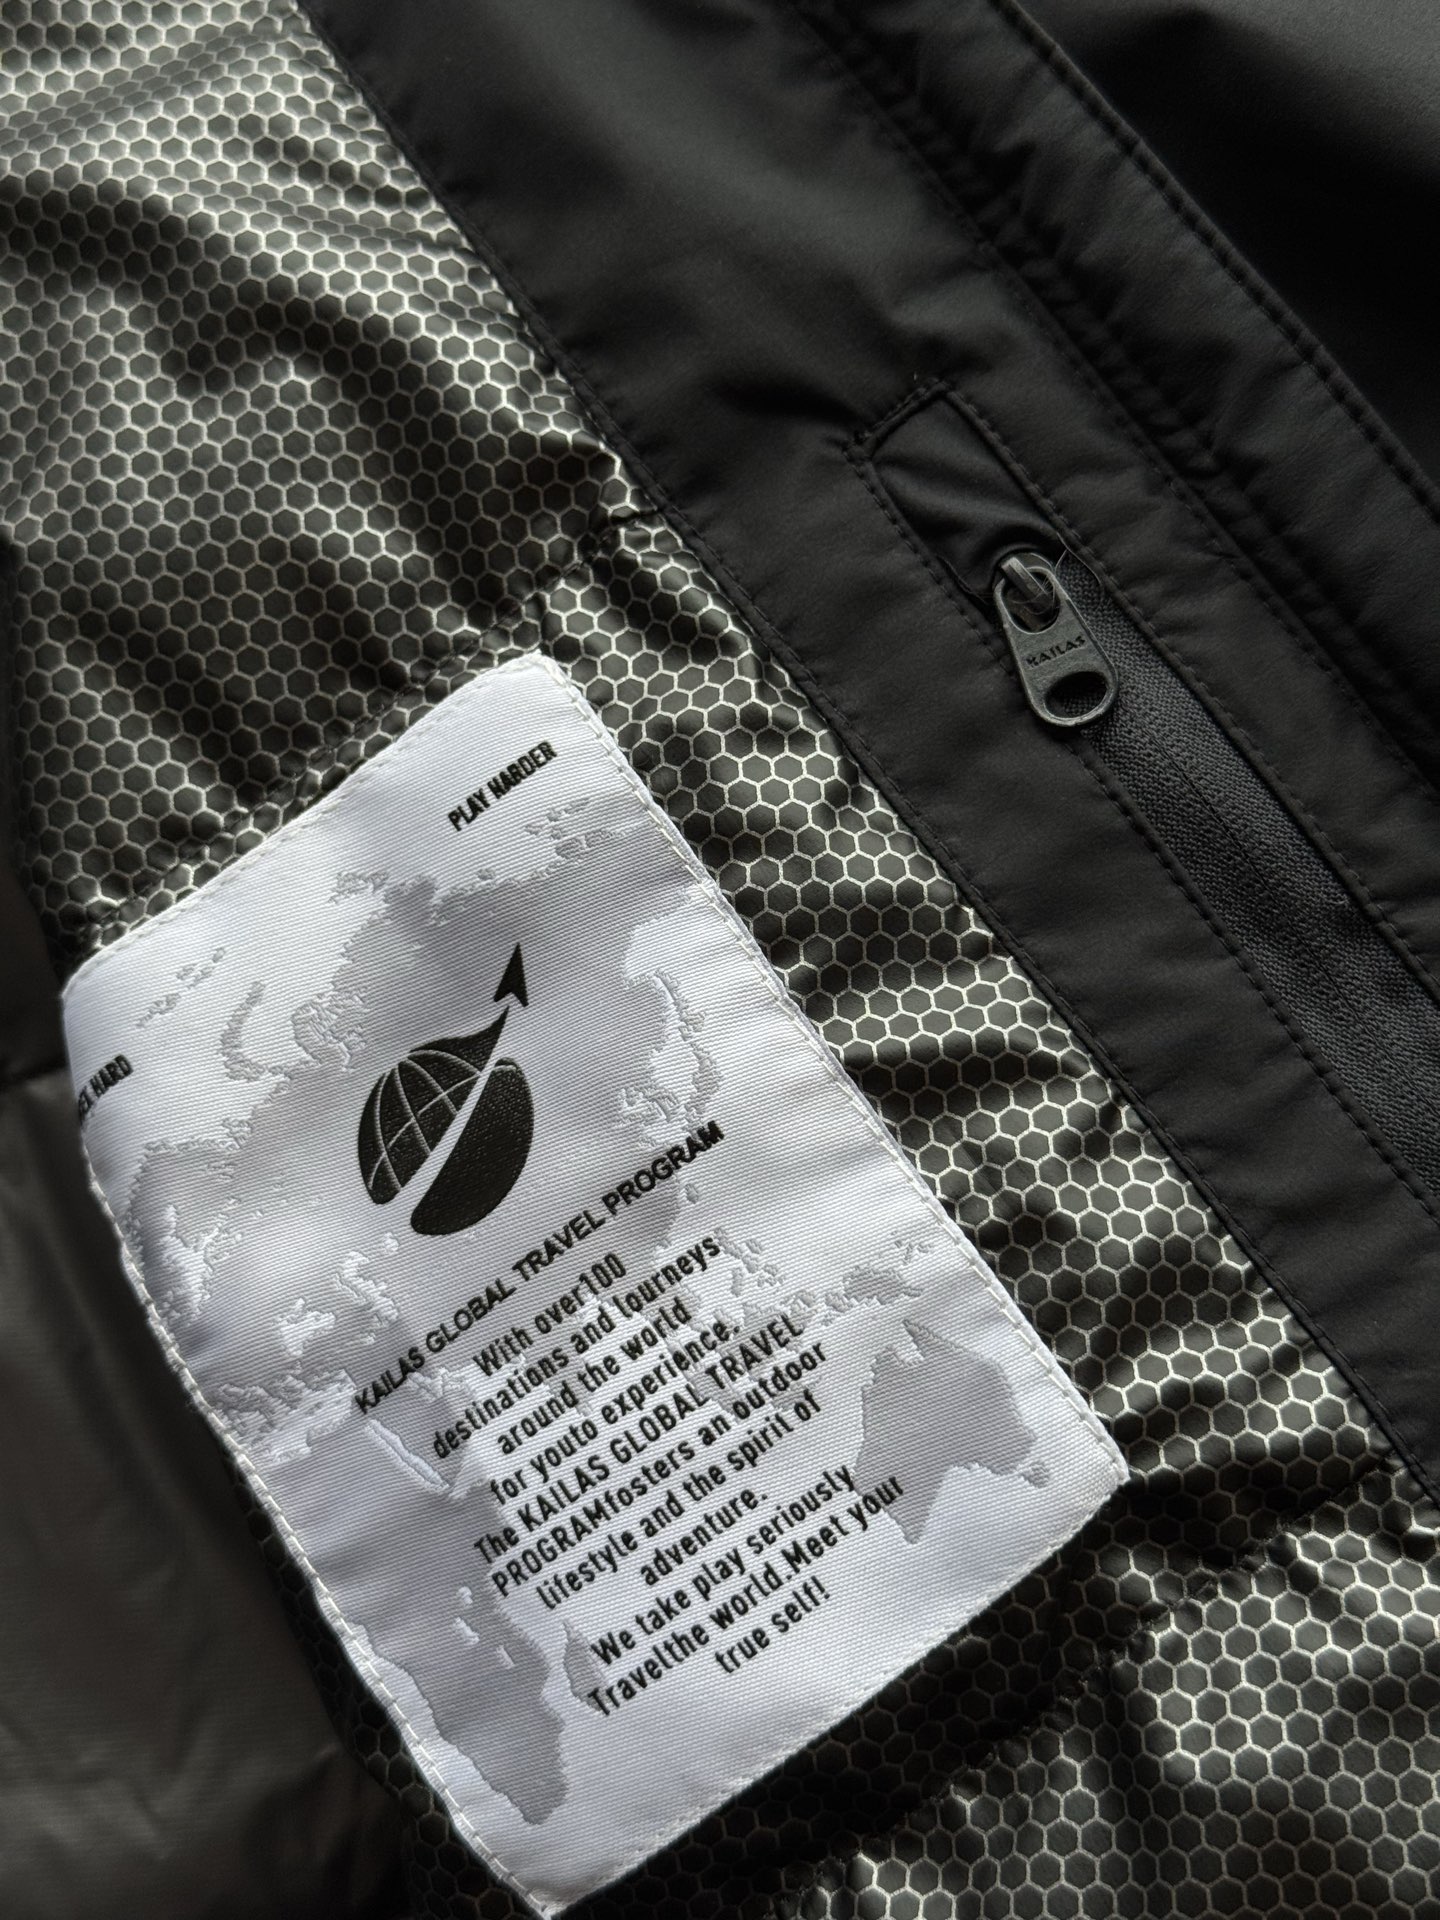 KAILAS
PLAY HARDER
HARD
KAILAS GLOBAL TRAVEL PROGRAM
With over100
destinations and lourneys
around the world
for youto experience.
The KAILAS GLOBAL TRAVEL
PROGRAMfosters an outdoor
lifestyle and the spirit of
adventure.
We take play seriously
Travelthe world.Meet your
true self!